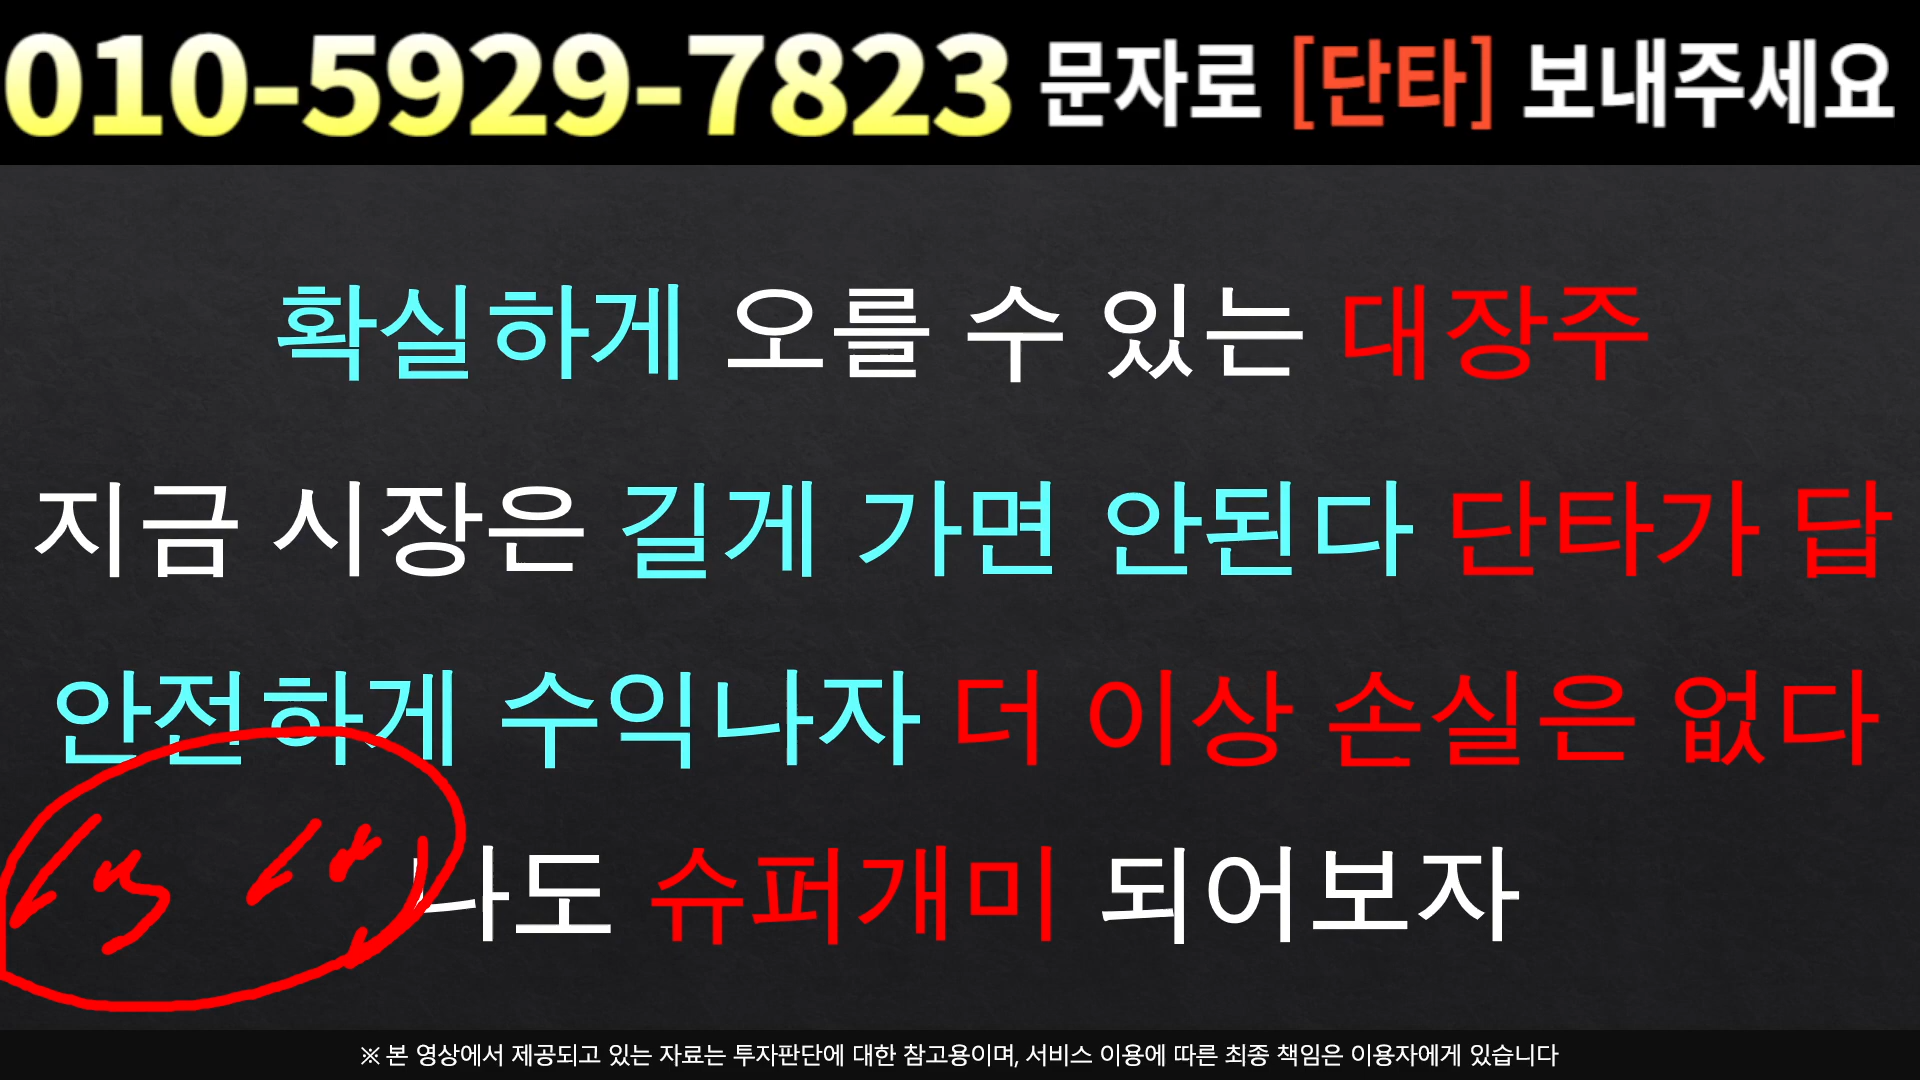 010-5929-7823 문자로 [단타] 보내주세요
확실하게 오를 수 있는 대장주
지금 시장은 길게 가면 안된다 단타가 답
안전하게 수익나자 더 이상 손실은 없다
나도 슈퍼개미 되어보자
※ 본 영상에서 제공되고 있는 자료는 투자판단에 대한 참고용이며, 서비스 이용에 따른 최종 책임은 이용자에게 있습니다